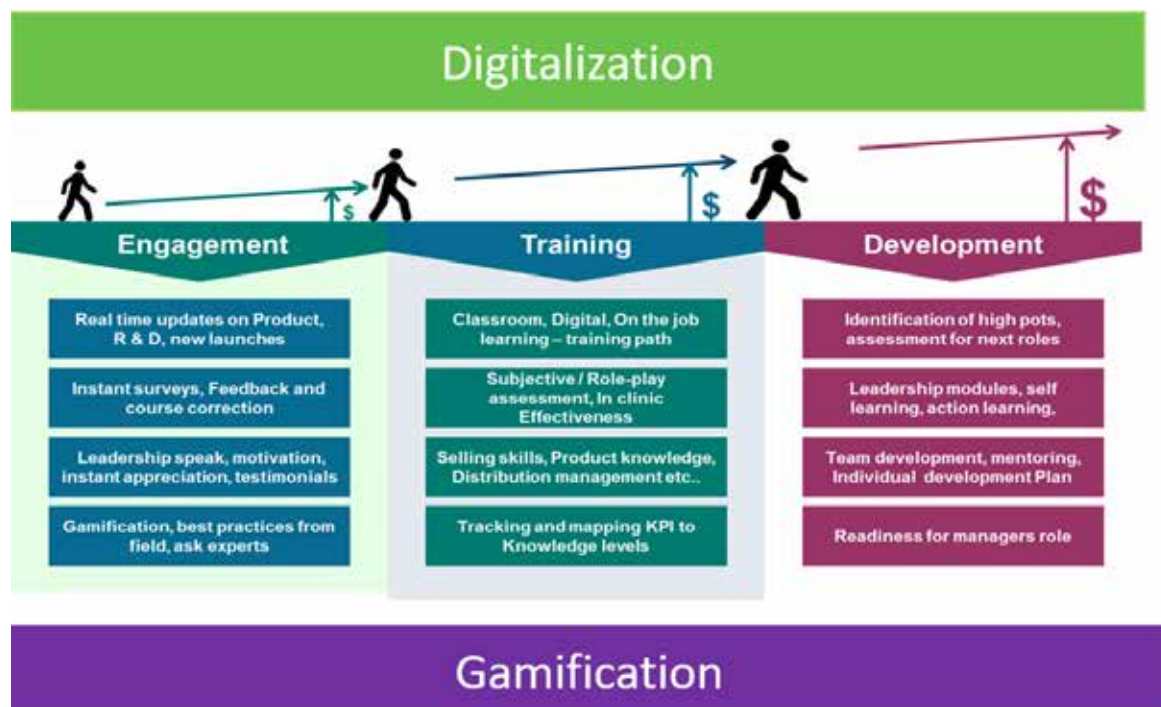 Digitalization
$
$
$
Engagement
Training
Development
Real time updates on Product,
R & D, new launches
Instant surveys, Feedback and
course correction
Leadership speak, motivation,
instant appreciation, testimonials
Gamification, best practices from
field, ask experts
Classroom, Digital, On the job
learning – training path
Subjective / Role-play
assessment, In clinic
Effectiveness
Selling skills, Product knowledge,
Distribution management etc..
Tracking and mapping KPI to
Knowledge levels
Identification of high pots,
assessment for next roles
Leadership modules, self
learning, action learning,
Team development, mentoring,
Individual development Plan
Readiness for managers role
Gamification